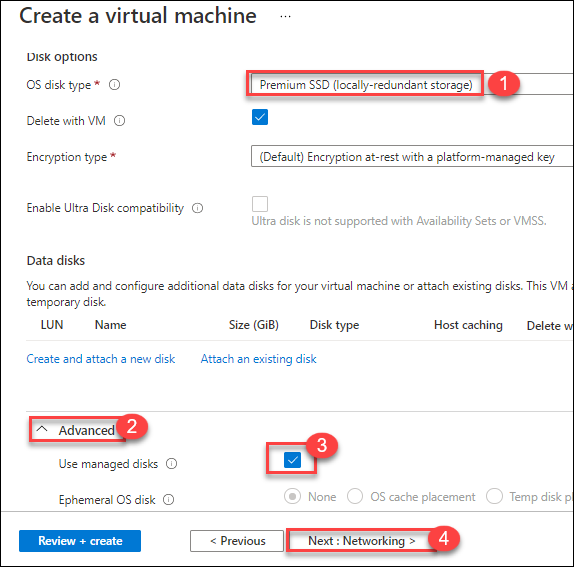 Create a virtual machine ...
Disk options
OS disk type *
Premium SSD (locally-redundant storage)
1
Delete with VM
Encryption type *
(Default) Encryption at-rest with a platform-managed key
Enable Ultra Disk compatibility
Ultra disk is not supported with Availability Sets or VMSS.
Data disks
You can add and configure additional data disks for your virtual machine or attach existing disks. This VM a
temporary disk.
LUN Name Size (GiB) Disk type Host caching Delete w
Create and attach a new disk Attach an existing disk
Advanced 2
3
Use managed disks
Ephemeral OS disk None OS cache placement Temp disk pl
Review + create < Previous Next : Networking > 4